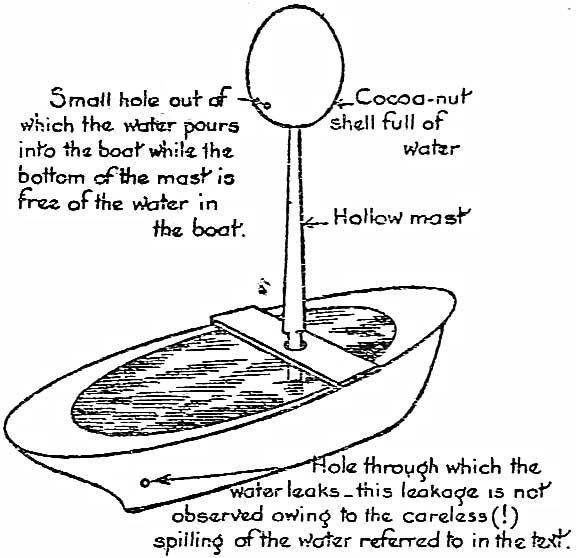 Small hole out of
which the water pours
into the boat while the
bottom of the mast is
free of the water in
the boat.
Cocoa-nut
shell full of
water
Hollow mast
Hole through which the
water leaks - this leakage is not
observed owing to the careless (!)
spilling of the water referred to in the text.